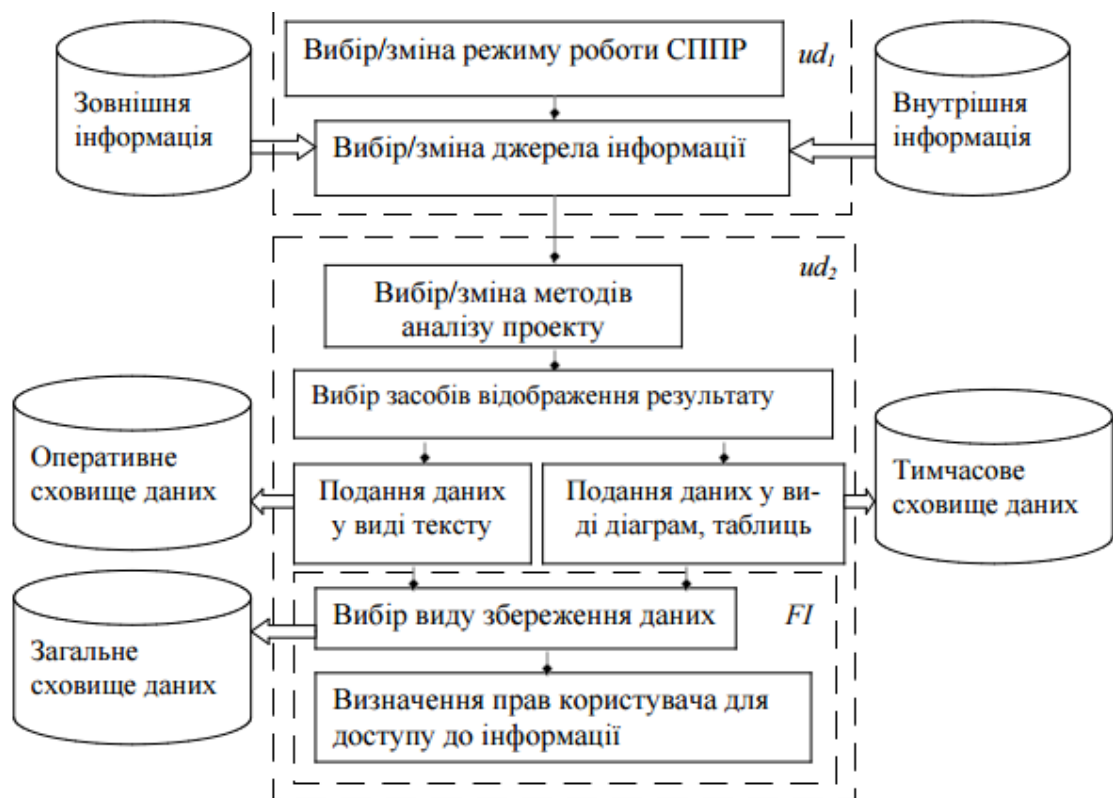 Вибір/зміна режиму роботи СППР
ud1
Зовнішня
інформація
Внутрішня
інформація
Вибір/зміна джерела інформації
ud2
Вибір/зміна методів
аналізу проекту
Вибір засобів відображення результату
Оперативне
сховище даних
Подання даних
у виді тексту
Подання даних у ви-
ді діаграм, таблиць
Тимчасове
сховище даних
Вибір виду збереження даних
FI
Загальне
сховище даних
Визначення прав користувача для
доступу до інформації